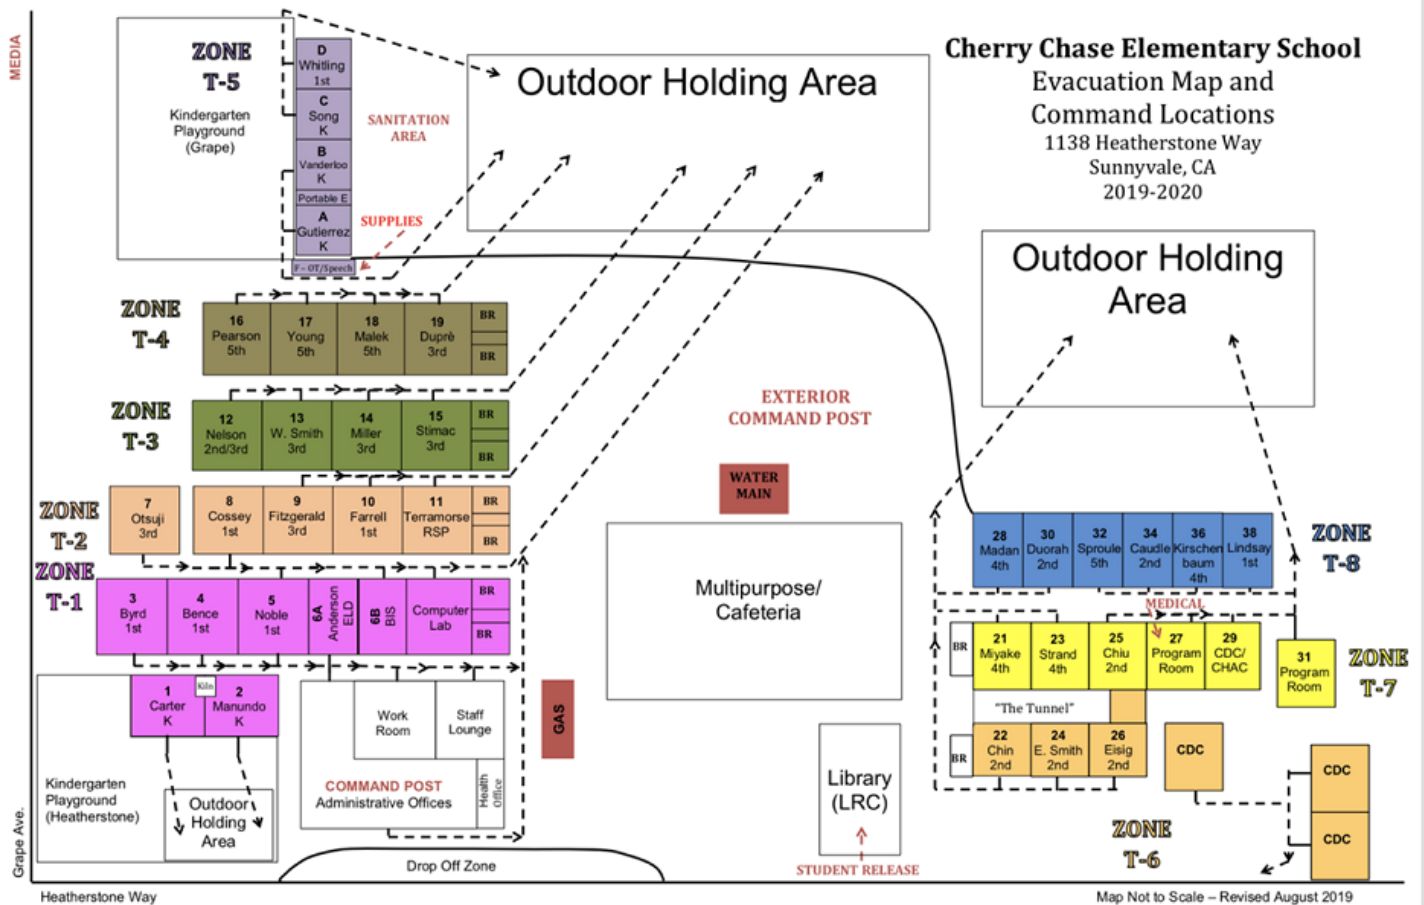 MEDIA
ZONE
T-5
Kindergarten
Playground
(Grape)
D
Whitling
1st
C
Song
K
B
Vanderloo
K
Portable E
A
Gutierrez
K
F – OT/Speech
SANITATION
AREA
SUPPLIES
Outdoor Holding Area
Cherry Chase Elementary School
Evacuation Map and
Command Locations
1138 Heatherstone Way
Sunnyvale, CA
2019-2020
Outdoor Holding
Area
ZONE
T-4
16
Pearson
5th
17
Young
5th
18
Malek
5th
19
Duprè
3rd
BR
BR
ZONE
T-3
12
Nelson
2nd/3rd
13
W. Smith
3rd
14
Miller
3rd
15
Stimac
3rd
BR
BR
EXTERIOR
COMMAND POST
WATER
MAIN
ZONE
T-2
7
Otsuji
3rd
8
Cossey
1st
9
Fitzgerald
3rd
10
Farrell
1st
11
Terramorse
RSP
BR
BR
ZONE
T-1
3
Byrd
1st
4
Bence
1st
5
Noble
1st
6A
Anderson
ELD
6B
BIS
Computer
Lab
BR
BR
Multipurpose/
Cafeteria
28
Madan
4th
30
Duorah
2nd
32
Sproule
5th
34
Caudle
2nd
36
Kirschen
baum
4th
38
Lindsay
1st
ZONE
T-8
MEDICAL
BR
21
Miyake
4th
23
Strand
4th
25
Chiu
2nd
27
Program
Room
29
CDC/
CHAC
31
Program
Room
ZONE
T-7
"The Tunnel"
BR
22
Chin
2nd
24
E. Smith
2nd
26
Eisig
2nd
CDC
CDC
CDC
ZONE
T-6
1
Carter
K
Kiln
2
Manundo
K
Work
Room
Staff
Lounge
Health
Office
COMMAND POST
Administrative Offices
GAS
Kindergarten
Playground
(Heatherstone)
Outdoor
Holding
Area
Library
(LRC)
STUDENT RELEASE
Drop Off Zone
Grape Ave.
Heatherstone Way
Map Not to Scale – Revised August 2019